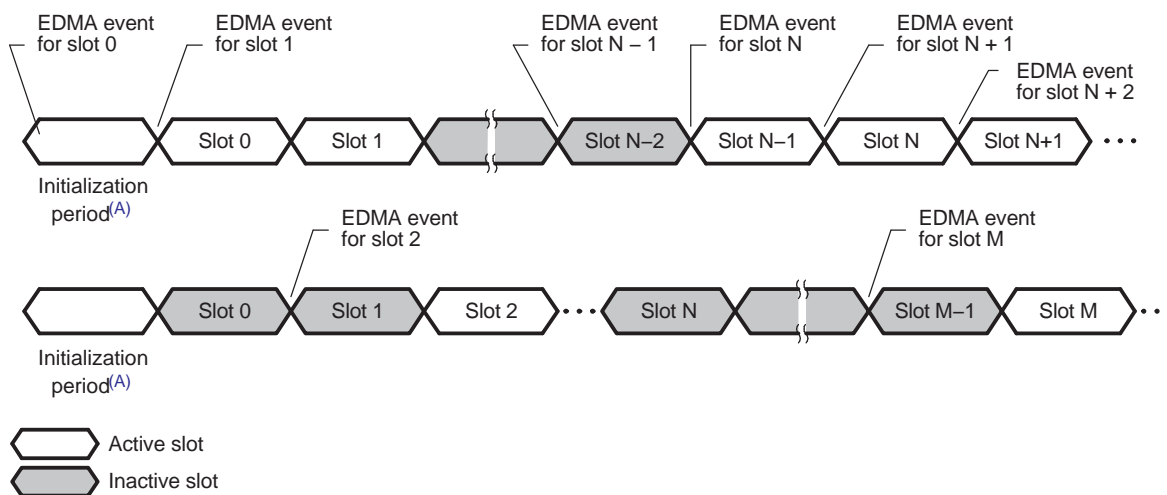 EDMA event
for slot 0
EDMA event
for slot 1
EDMA event
for slot N – 1
EDMA event
for slot N
EDMA event
for slot N + 1
EDMA event
for slot N + 2
Slot 0
Slot 1
Slot N–2
Slot N–1
Slot N
Slot N+1
Initialization
period(A)
EDMA event
for slot 2
EDMA event
for slot M
Slot 0
Slot 1
Slot 2
Slot N
Slot M–1
Slot M
Initialization
period(A)
Active slot
Inactive slot